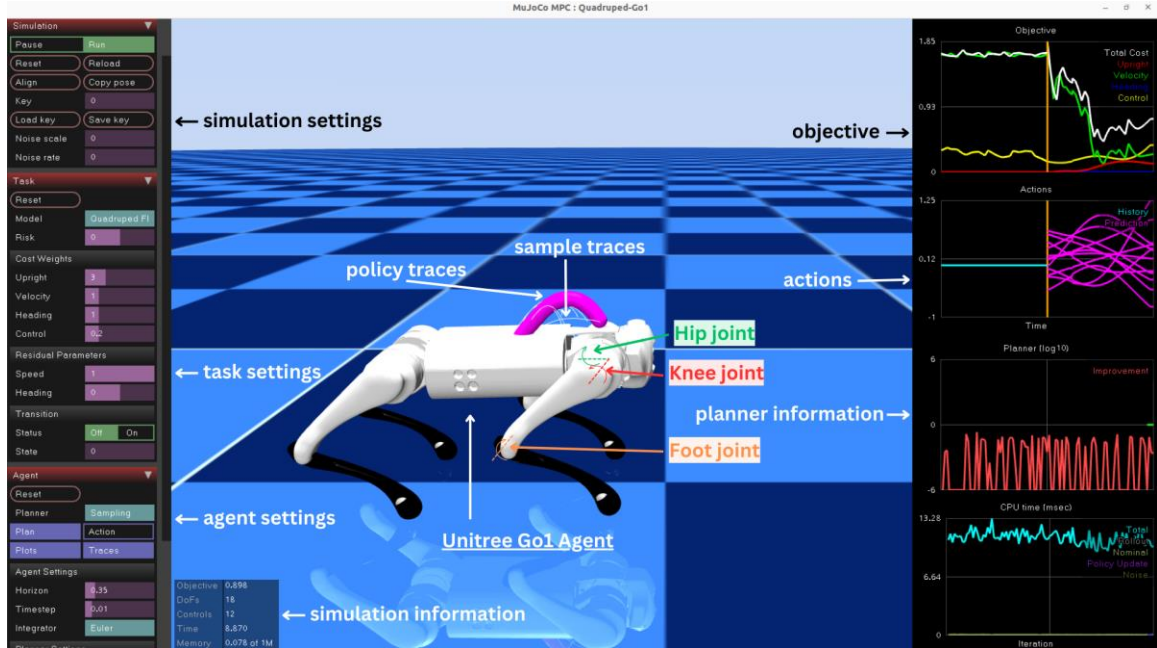 MuJoCo MPC : Quadruped-Go1
Simulation
Pause Run
Reset Reload
Align Copy pose
Key 0
Load key Save key
Noise scale 0
Noise rate 0
Task
Reset
Model Quadruped Fl
Risk 0
Cost Weights
Upright 3
Velocity 1
Heading 1
Control 0.2
Residual Parameters
Speed 1
Heading 0
Transition
Status Off On
State 0
Agent
Reset
Planner Sampling
Plan Action
Plots Traces
Agent Settings
Horizon 0.35
Timestep 0.01
Integrator Euler
Planner Settings
← simulation settings
← task settings
← agent settings
policy traces
sample traces
Hip joint
Knee joint
Foot joint
Unitree Go1 Agent
Objective 0.898
DoFs 18
Controls 12
Time 8.870
Memory 0.078 of 1M
← simulation information
objective →
actions →
planner information →
Objective
1.85
0.93
0
Total Cost
Upright
Velocity
Heading
Control
Actions
1.25
0.12
-1
History
Prediction
Time
Planner (log10)
6
0
-6
Improvement
CPU time (msec)
13.28
6.64
0
Total
Rollout
Nominal
Policy Update
Noise
Iteration